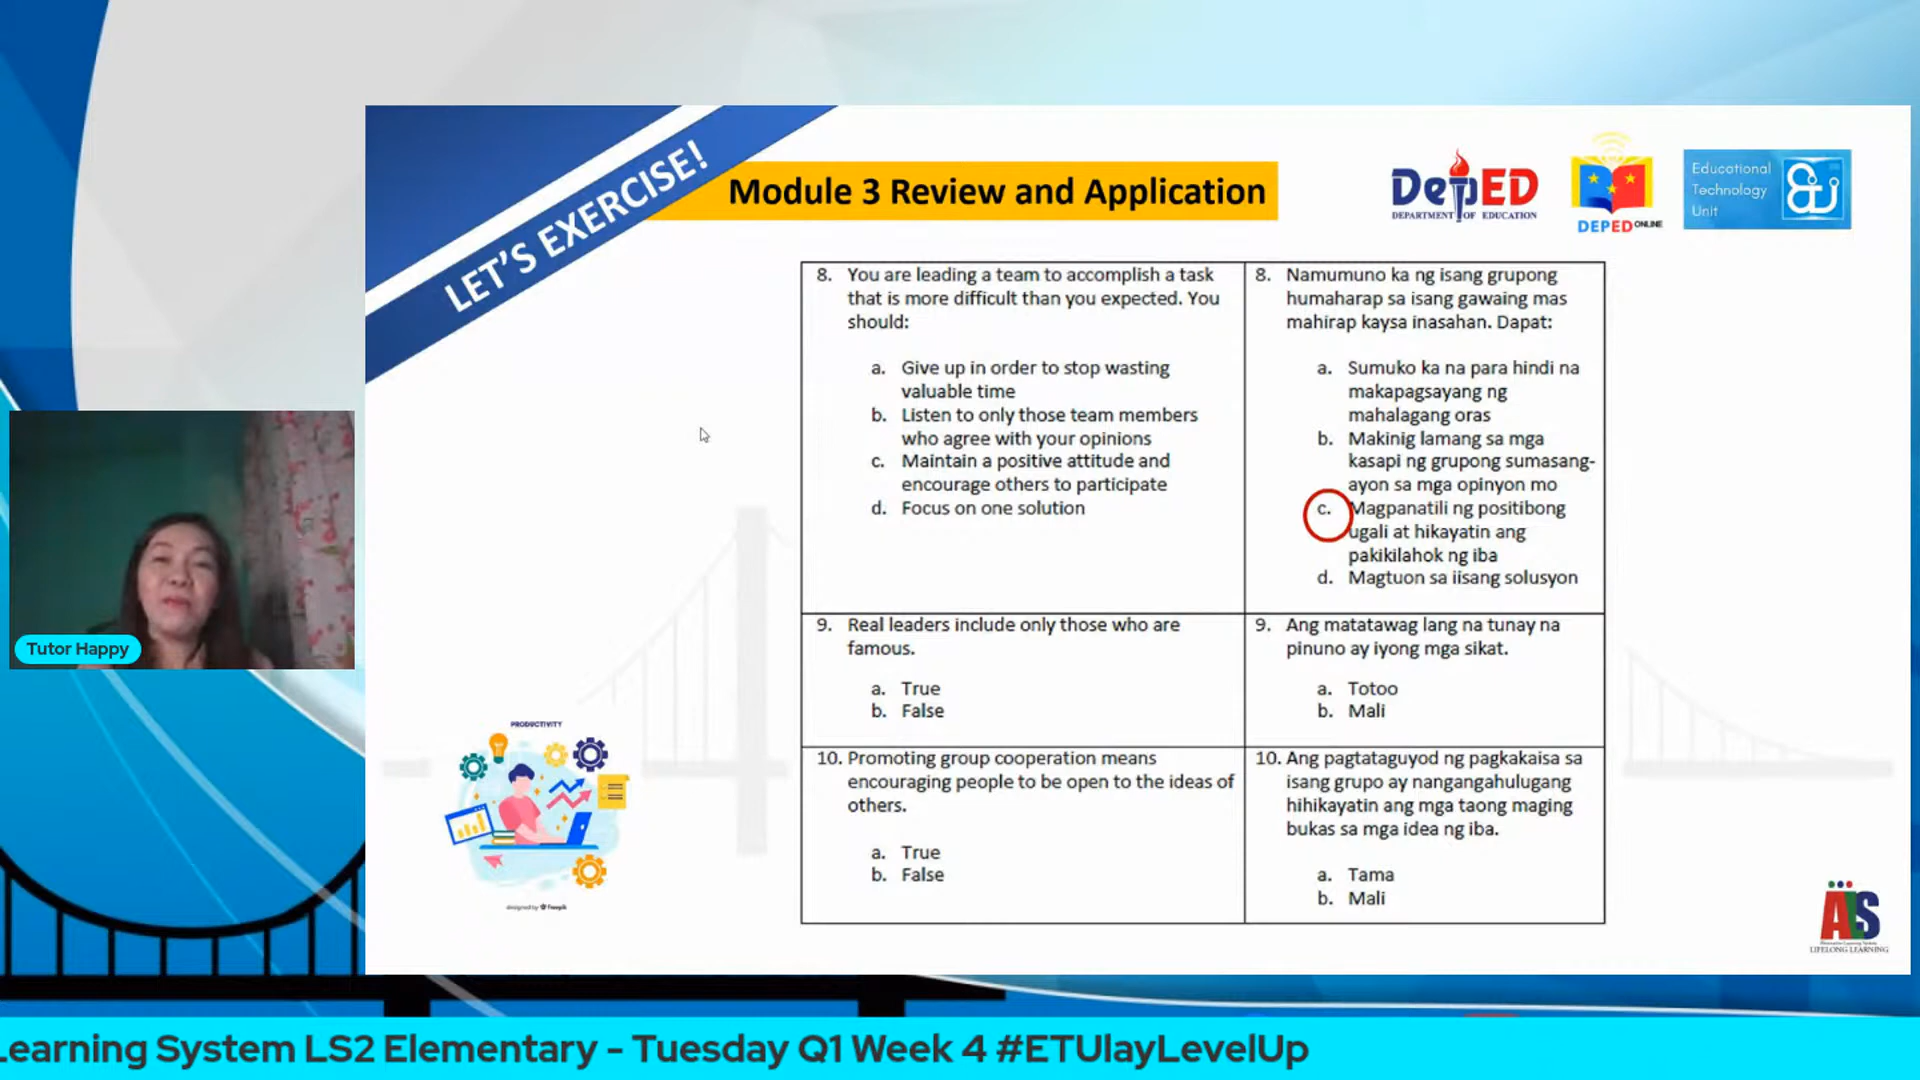 LET'S EXERCISE!
Module 3 Review and Application
DepED
DEPARTMENT OF EDUCATION
DEPED ONLINE
Educational
Technology
Unit
8. You are leading a team to accomplish a task
that is more difficult than you expected. You
should:
a. Give up in order to stop wasting
valuable time
b. Listen to only those team members
who agree with your opinions
c. Maintain a positive attitude and
encourage others to participate
d. Focus on one solution
8. Namumuno ka ng isang grupong
humaharap sa isang gawaing mas
mahirap kaysa inasahan. Dapat:
a. Sumuko ka na para hindi na
makapagsayang ng
mahalagang oras
b. Makinig lamang sa mga
kasapi ng grupong sumasang-
ayon sa mga opinyon mo
c. Magpanatili ng positibong
ugali at hikayatin ang
pakikilahok ng iba
d. Magtuon sa iisang solusyon
9. Real leaders include only those who are
famous.
a. True
b. False
9. Ang matatawag lang na tunay na
pinuno ay iyong mga sikat.
a. Totoo
b. Mali
10. Promoting group cooperation means
encouraging people to be open to the ideas of
others.
a. True
b. False
10. Ang pagtataguyod ng pagkakaisa sa
isang grupo ay nangangahulugang
hihikayatin ang mga taong maging
bukas sa mga idea ng iba.
a. Tama
b. Mali
Tutor Happy
PRODUCTIVITY
designed by freepik
ALS
Alternative Learning System
LIFELONG LEARNING
Learning System LS2 Elementary - Tuesday Q1 Week 4 #ETUlayLevelUp